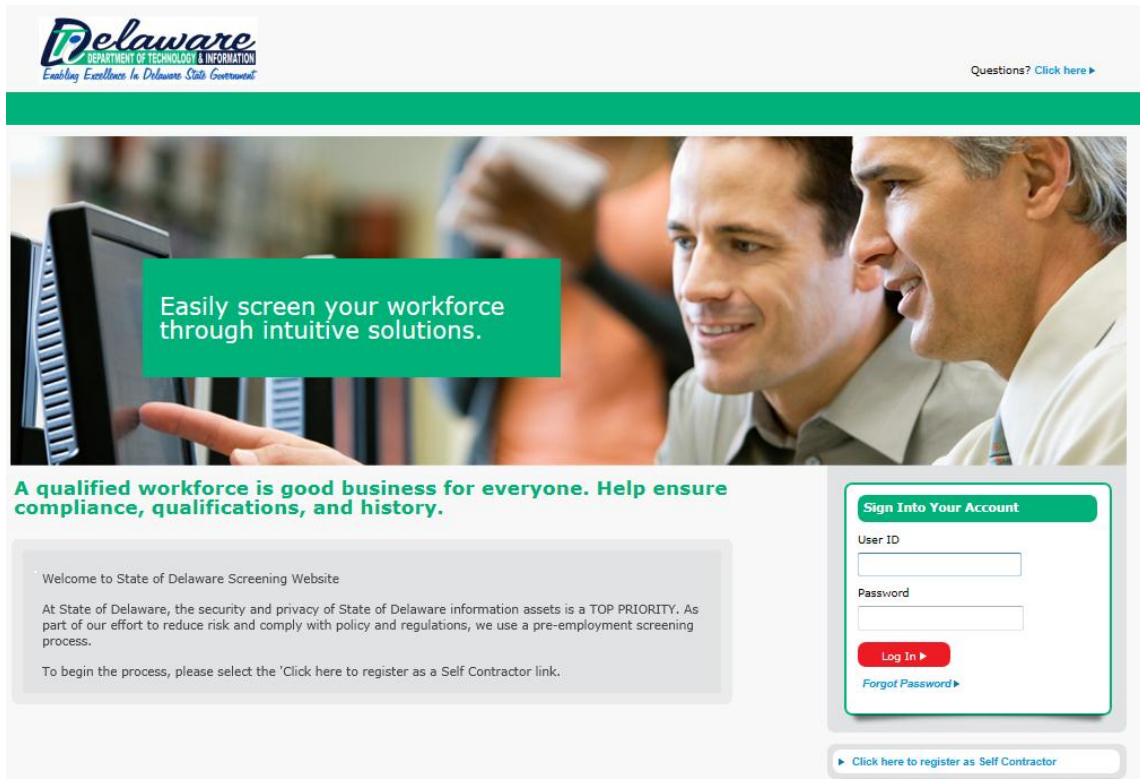 Delaware
DEPARTMENT OF TECHNOLOGY & INFORMATION
Enabling Excellence In Delaware State Government
Questions? Click here
Easily screen your workforce
through intuitive solutions.
A qualified workforce is good business for everyone. Help ensure
compliance, qualifications, and history.
Welcome to State of Delaware Screening Website
At State of Delaware, the security and privacy of State of Delaware information assets is a TOP PRIORITY. As
part of our effort to reduce risk and comply with policy and regulations, we use a pre-employment screening
process.
To begin the process, please select the 'Click here to register as a Self Contractor link.
Sign Into Your Account
User ID
Password
Log In
Forgot Password
Click here to register as Self Contractor